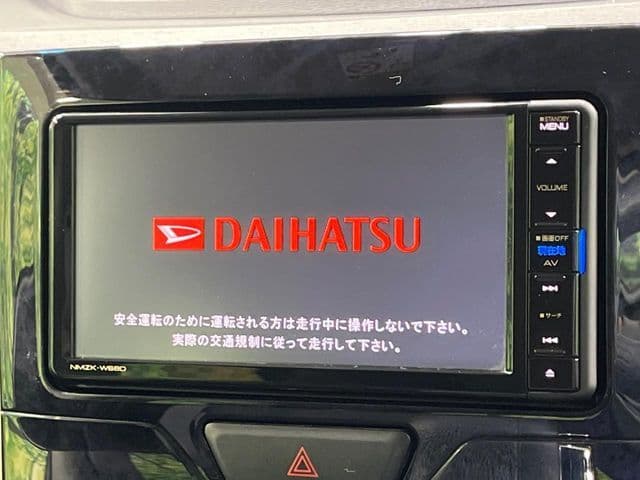 DAIHATSU
安全運転のために運転される方は走行中に操作しないで下さい。
実際の交通規制に従って走行して下さい。
NMZK-W68D
■STANDBY
MENU
VOLUME
■画面OFF
現在地
AV
■サーチ